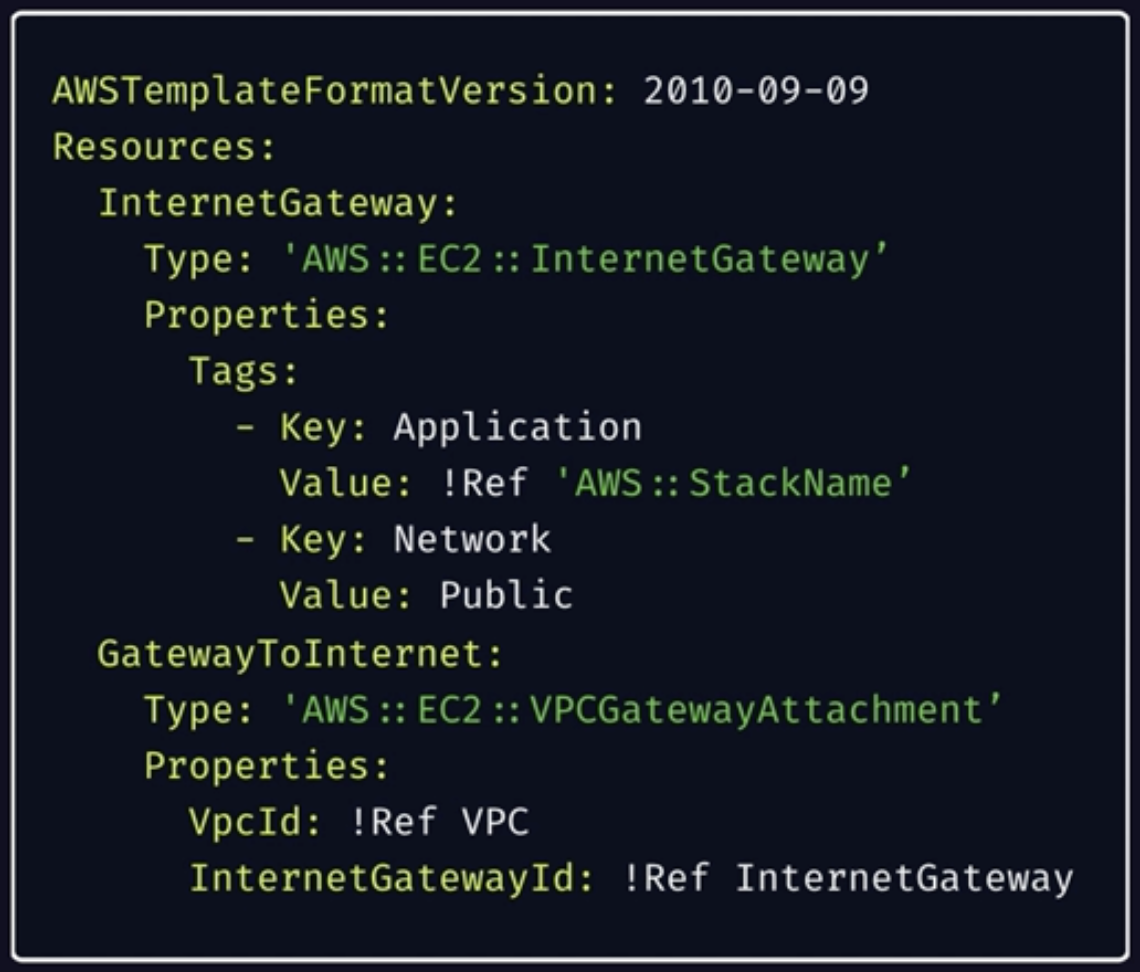 AWSTemplateFormatVersion: 2010-09-09
Resources:
  InternetGateway:
    Type: 'AWS::EC2::InternetGateway’
    Properties:
      Tags:
        - Key: Application
          Value: !Ref 'AWS::StackName’
        - Key: Network
          Value: Public
  GatewayToInternet:
    Type: 'AWS::EC2::VPCGatewayAttachment’
    Properties:
      VpcId: !Ref VPC
      InternetGatewayId: !Ref InternetGateway